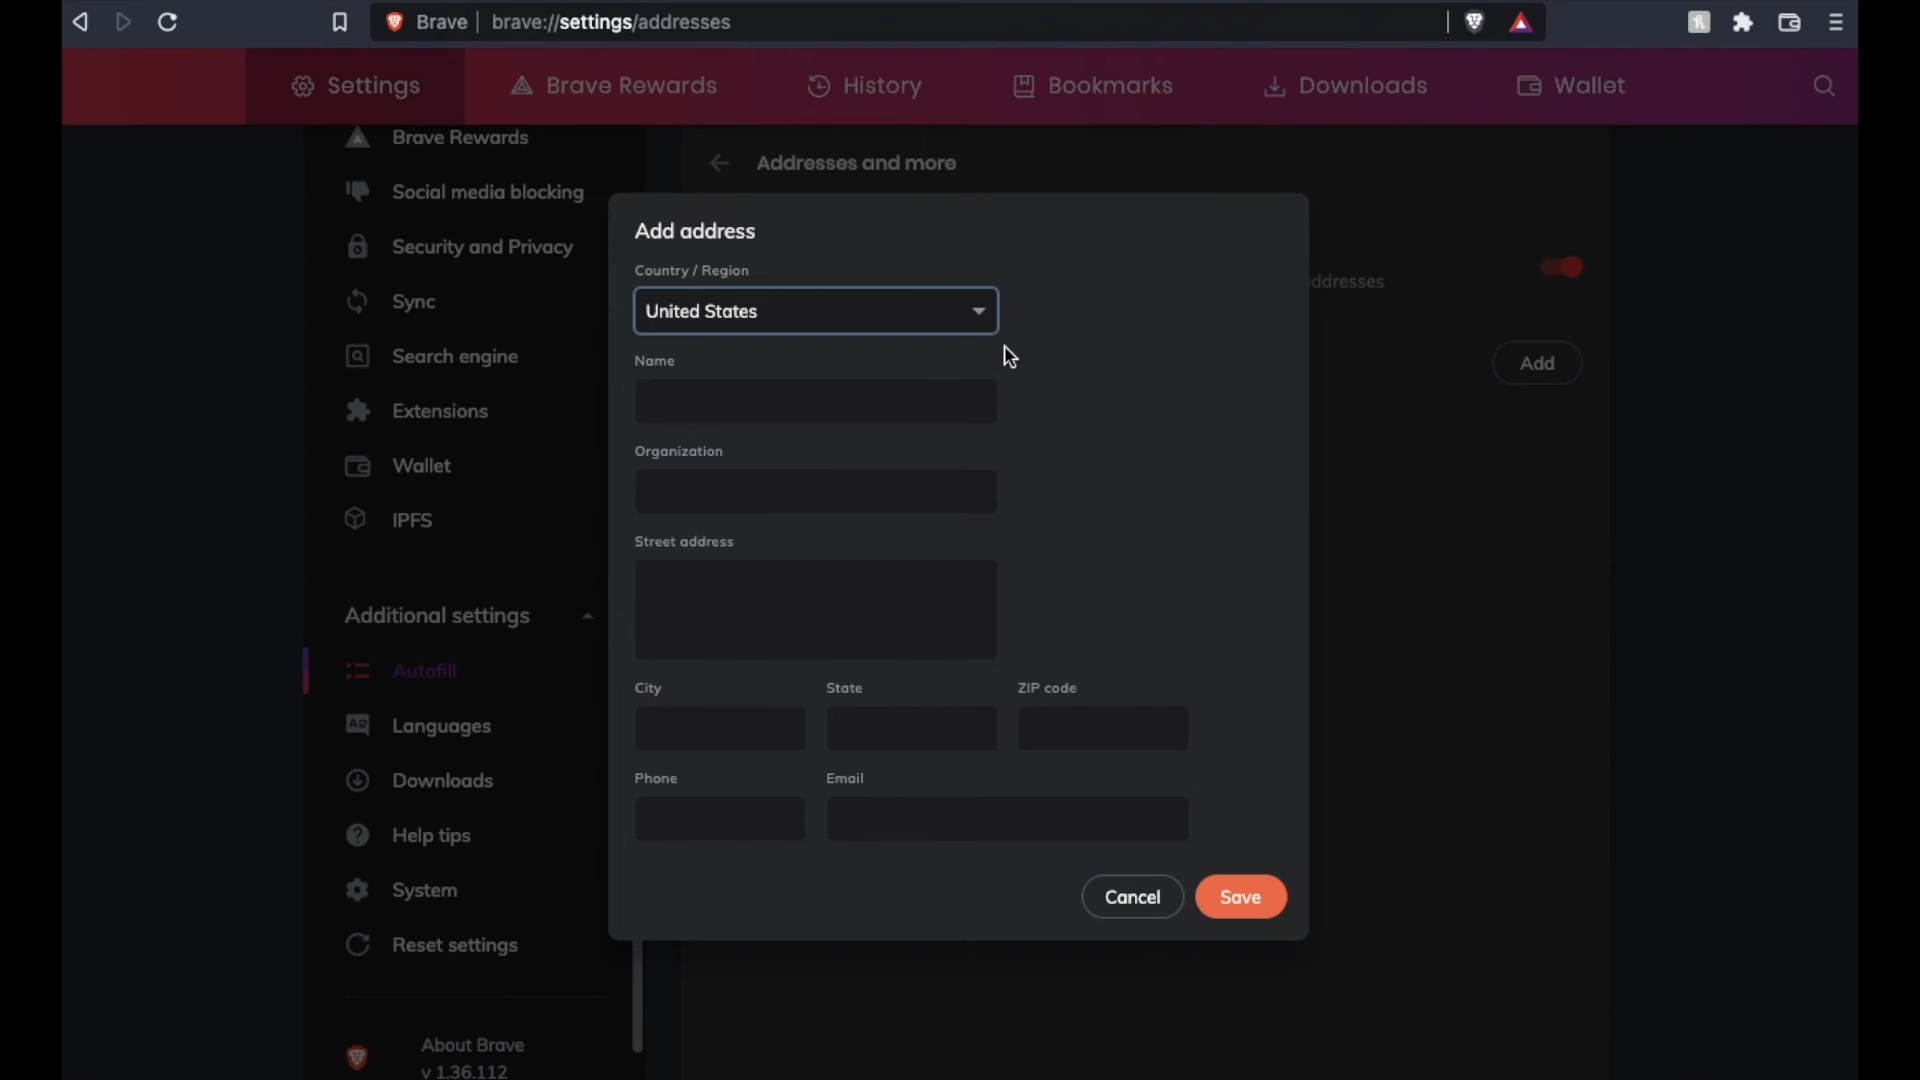 Brave | brave://settings/addresses
Settings
Brave Rewards
History
Bookmarks
Downloads
Wallet
Brave Rewards
Social media blocking
Security and Privacy
Sync
Search engine
Extensions
Wallet
IPFS
Additional settings
Autofill
Languages
Downloads
Help tips
System
Reset settings
About Brave
v 1.36.112
Addresses and more
ddresses
Add
Add address
Country / Region
United States
Name
Organization
Street address
City State ZIP code
Phone Email
Cancel Save